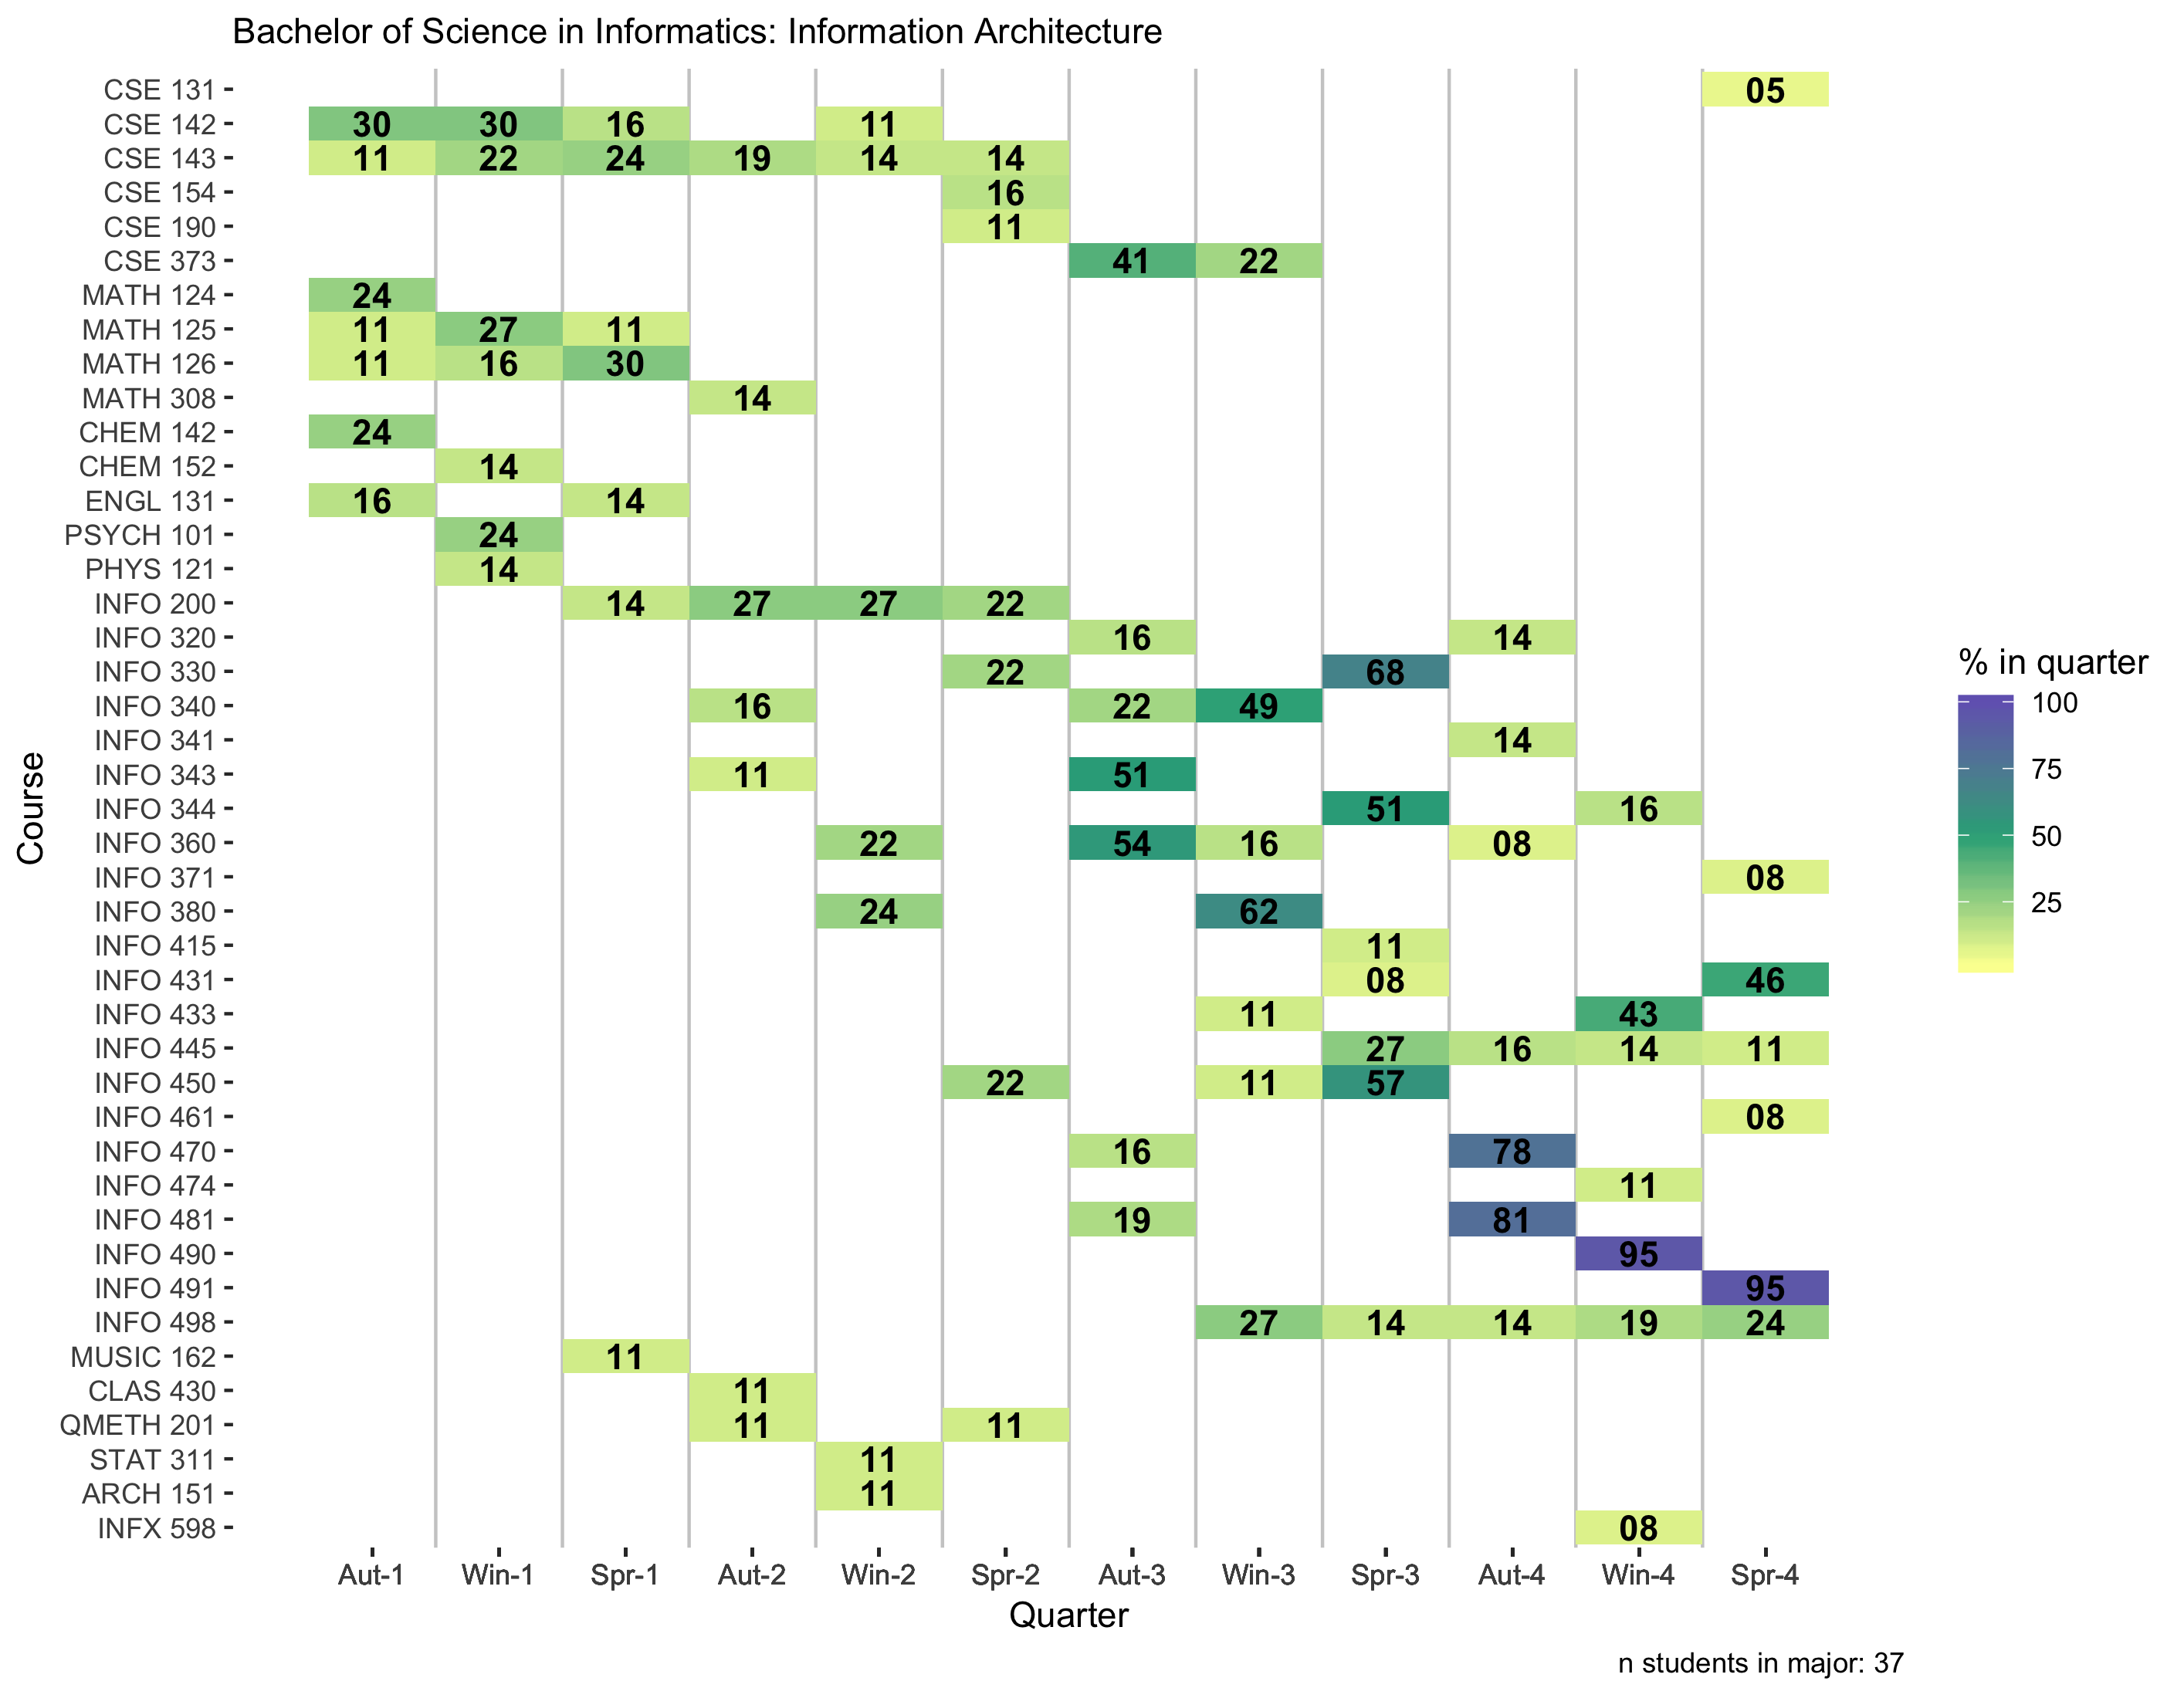 Bachelor of Science in Informatics: Information Architecture
CSE 131 05
CSE 142 30 30 16 11
CSE 143 11 22 24 19 14 14
CSE 154 16
CSE 190 11
CSE 373 41 22
MATH 124 24
MATH 125 11 27 11
MATH 126 11 16 30
MATH 308 14
CHEM 142 24
CHEM 152 14
ENGL 131 16 14
PSYCH 101 24
PHYS 121 14
INFO 200 14 27 27 22
INFO 320 16 14
INFO 330 22 68
INFO 340 16 22 49
INFO 341 14
INFO 343 11 51
INFO 344 51 16
INFO 360 22 54 16 08
INFO 371 08
INFO 380 24 62
INFO 415 11
INFO 431 08 46
INFO 433 11 43
INFO 445 27 16 14 11
INFO 450 22 11 57
INFO 461 08
INFO 470 16 78
INFO 474 11
INFO 481 19 81
INFO 490 95
INFO 491 95
INFO 498 27 14 14 19 24
MUSIC 162 11
CLAS 430 11
QMETH 201 11 11
STAT 311 11
ARCH 151 11
INFX 598 08
Aut-1 Win-1 Spr-1 Aut-2 Win-2 Spr-2 Aut-3 Win-3 Spr-3 Aut-4 Win-4 Spr-4
Quarter
Course
% in quarter
100
75
50
25
n students in major: 37